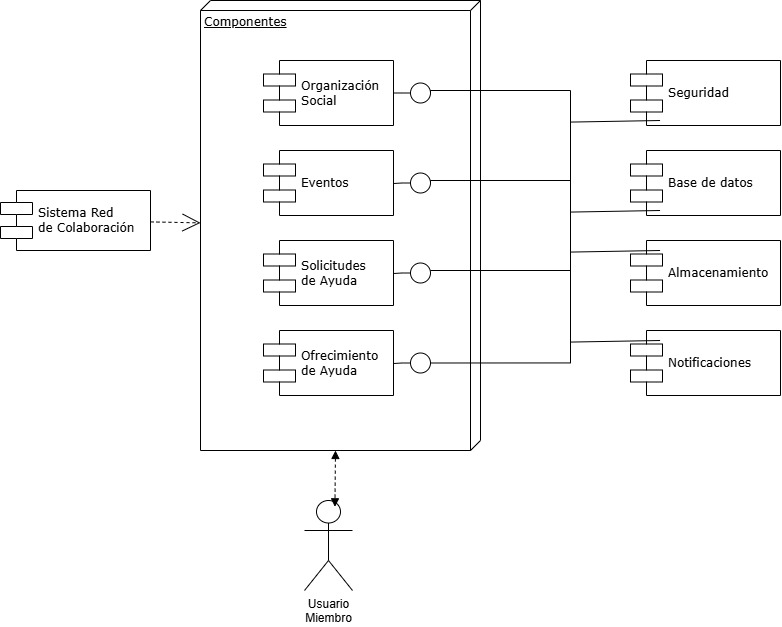 Componentes
Organización
Social
Seguridad
Eventos
Base de datos
Sistema Red
de Colaboración
Solicitudes
de Ayuda
Almacenamiento
Ofrecimiento
de Ayuda
Notificaciones
Usuario
Miembro